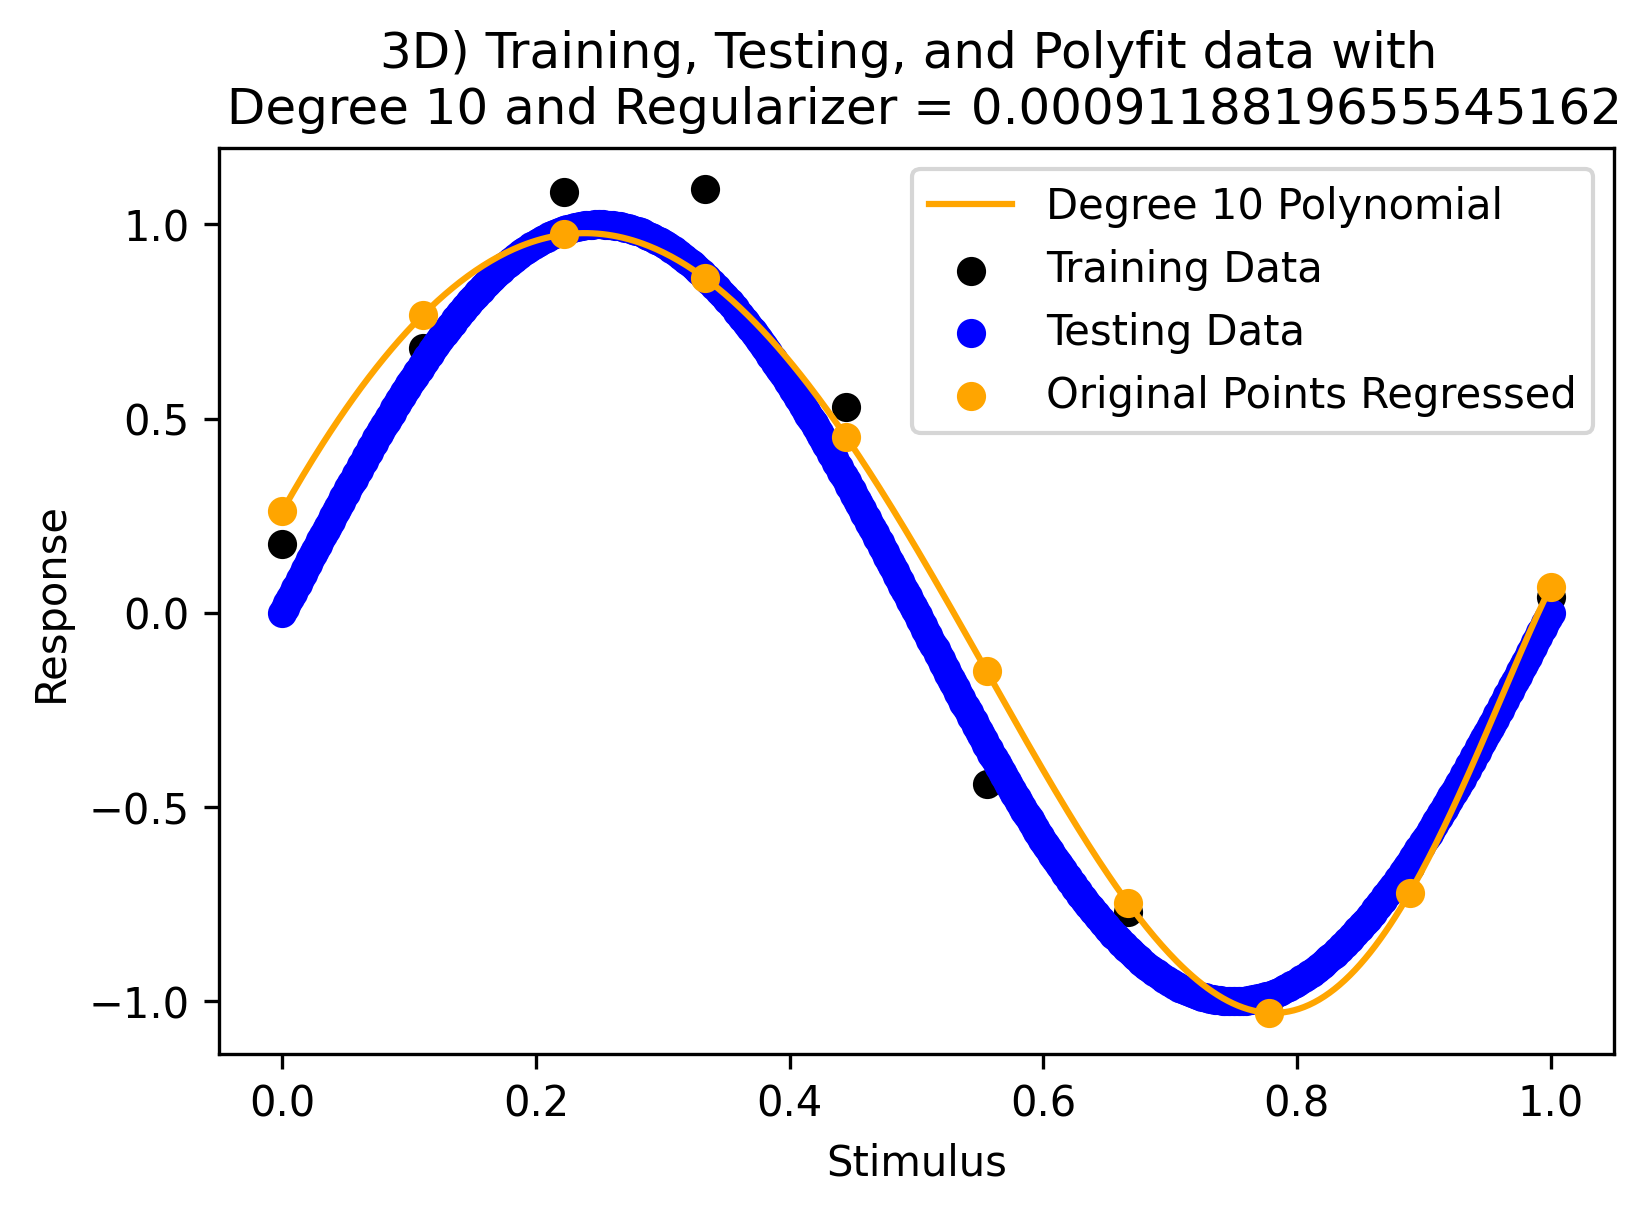 3D) Training, Testing, and Polyfit data with
Degree 10 and Regularizer = 0.0009118819655545162
Degree 10 Polynomial
Training Data
Testing Data
Original Points Regressed
1.0
0.5
0.0
−0.5
−1.0
Response
0.0 0.2 0.4 0.6 0.8 1.0
Stimulus